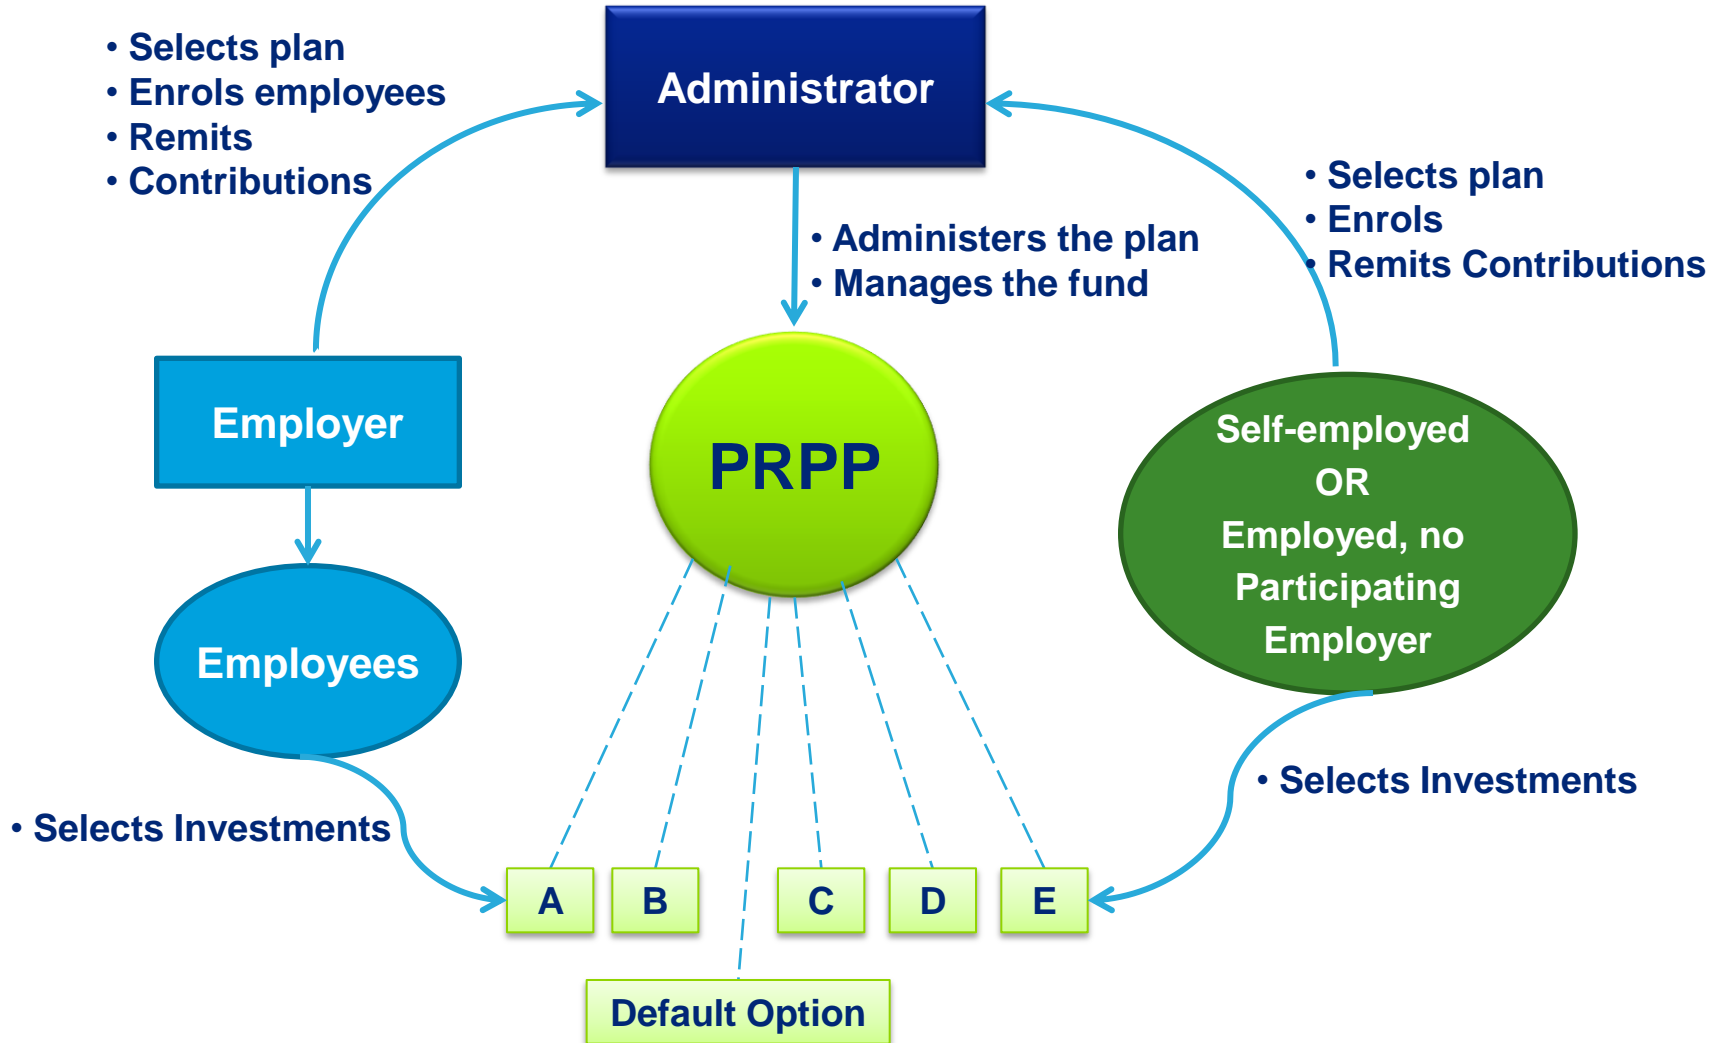 • Selects plan
• Enrols employees
• Remits
• Contributions
Administrator
• Selects plan
• Enrols
• Remits Contributions
• Administers the plan
• Manages the fund
Employer
PRPP
Self-employed
OR
Employed, no
Participating
Employer
Employees
• Selects Investments
• Selects Investments
A
B
C
D
E
Default Option